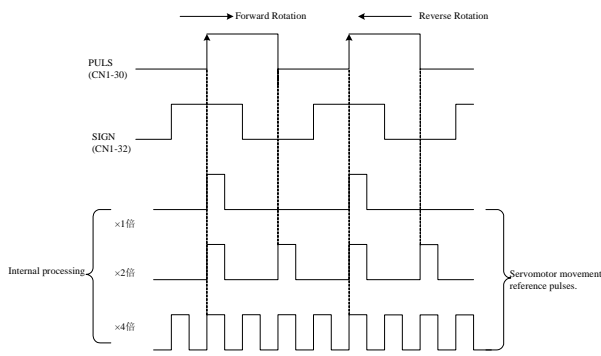 Forward Rotation
Reverse Rotation
PULS
(CN1-30)
SIGN
(CN1-32)
×1倍
Internal processing
×2倍
Servomotor movement
reference pulses.
×4倍